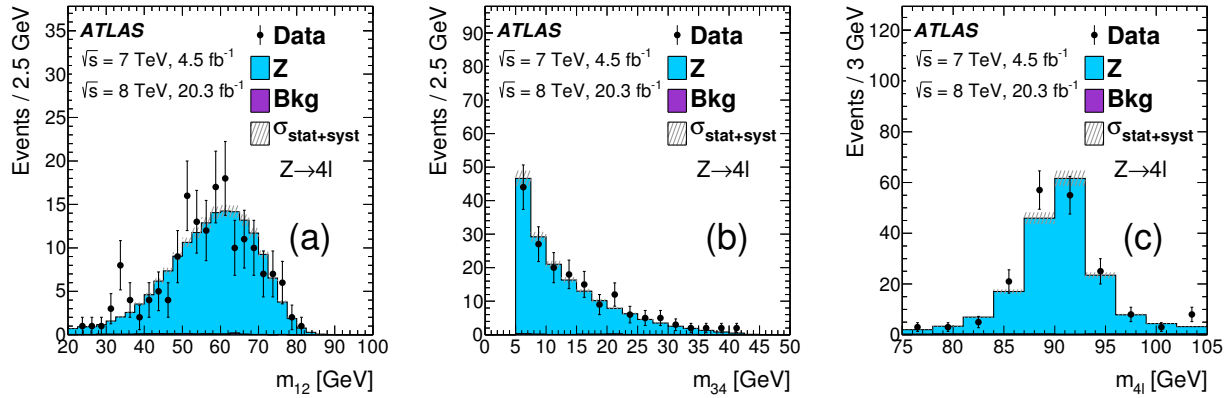 ATLAS
√s = 7 TeV, 4.5 fb⁻¹
√s = 8 TeV, 20.3 fb⁻¹
Data
Z
Bkg
σstat+syst
Z→4l
(a)
Events / 2.5 GeV
35
30
25
20
15
10
5
0
20 30 40 50 60 70 80 90 100
m12 [GeV]
ATLAS
√s = 7 TeV, 4.5 fb⁻¹
√s = 8 TeV, 20.3 fb⁻¹
Data
Z
Bkg
σstat+syst
Z→4l
(b)
Events / 2.5 GeV
90
80
70
60
50
40
30
20
10
0
0 5 10 15 20 25 30 35 40 45 50
m34 [GeV]
ATLAS
√s = 7 TeV, 4.5 fb⁻¹
√s = 8 TeV, 20.3 fb⁻¹
Data
Z
Bkg
σstat+syst
Z→4l
(c)
Events / 3 GeV
120
100
80
60
40
20
0
75 80 85 90 95 100 105
m4l [GeV]